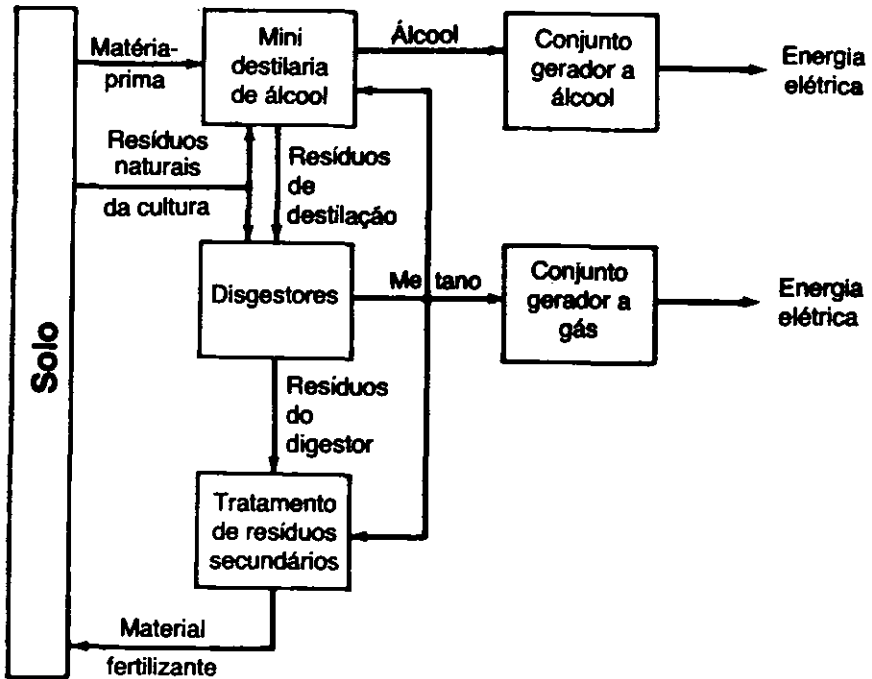 Matéria-
prima
Mini
destilaria
de álcool
Álcool
Conjunto
gerador a
álcool
Energia
elétrica
Resíduos
naturais
da cultura
Resíduos
de
destilação
Solo
Disgestores
Me tano
Conjunto
gerador a
gás
Energia
elétrica
Resíduos
do
digestor
Tratamento
de resíduos
secundários
Material
fertilizante